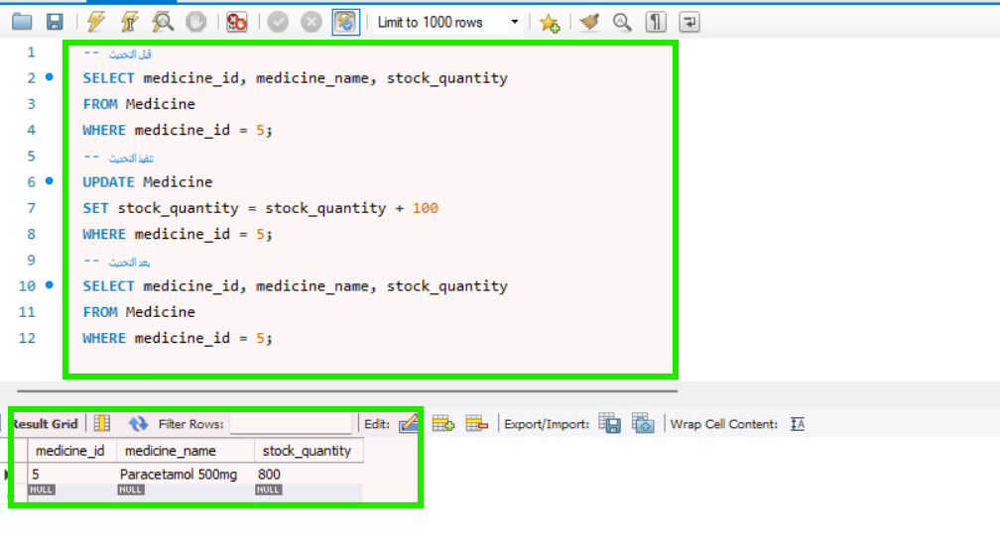 Limit to 1000 rows
1 -- قبل التحديث
2 SELECT medicine_id, medicine_name, stock_quantity
3 FROM Medicine
4 WHERE medicine_id = 5;
5 -- تنفيذ التحديث
6 UPDATE Medicine
7 SET stock_quantity = stock_quantity + 100
8 WHERE medicine_id = 5;
9 -- بعد التحديث
10 SELECT medicine_id, medicine_name, stock_quantity
11 FROM Medicine
12 WHERE medicine_id = 5;
Result Grid Filter Rows: Edit: Export/Import: Wrap Cell Content: IA
medicine_id medicine_name stock_quantity
5 Paracetamol 500mg 800
NULL NULL NULL